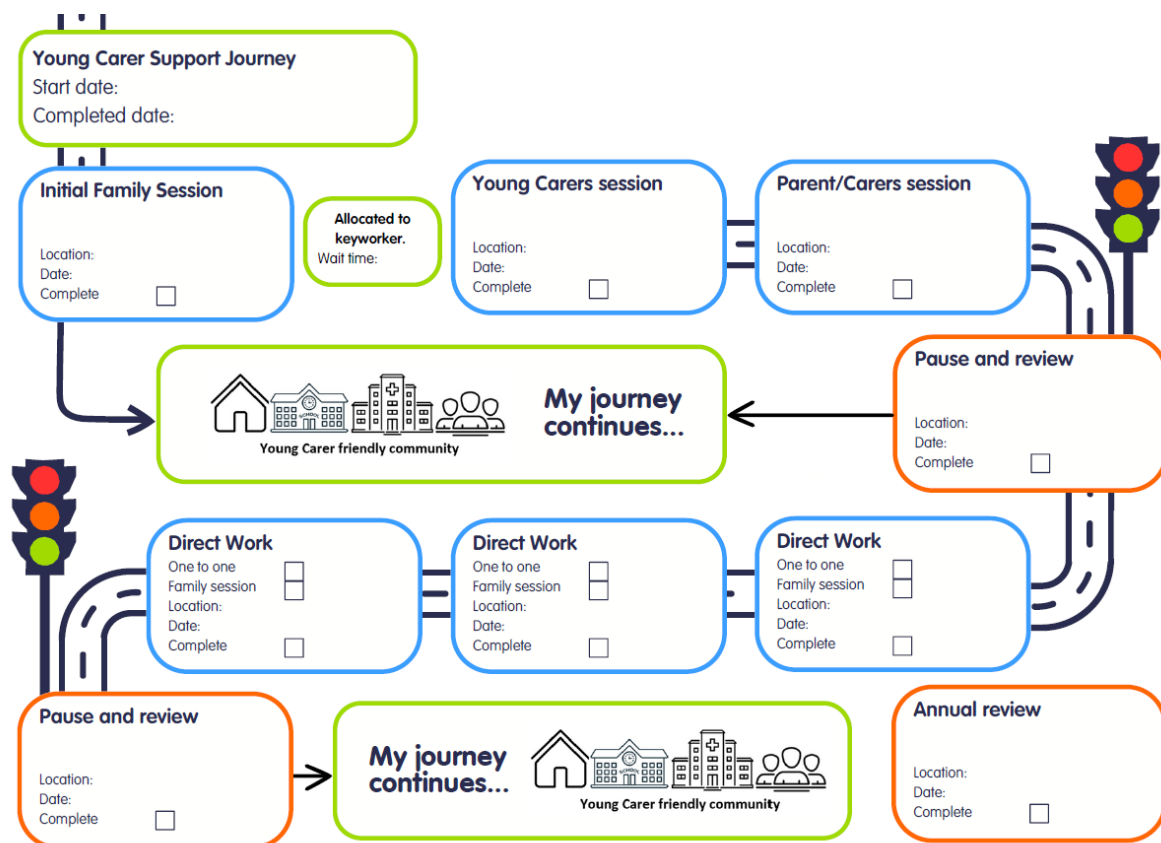 Young Carer Support Journey
Start date:
Completed date:
Initial Family Session
Location:
Date:
Complete
Allocated to
keyworker.
Wait time:
Young Carers session
Location:
Date:
Complete
Parent/Carers session
Location:
Date:
Complete
Pause and review
Location:
Date:
Complete
SCHOOL
Young Carer friendly community
My journey
continues...
Direct Work
One to one
Family session
Location:
Date:
Complete
Direct Work
One to one
Family session
Location:
Date:
Complete
Direct Work
One to one
Family session
Location:
Date:
Complete
Pause and review
Location:
Date:
Complete
My journey
continues...
SCHOOL
Young Carer friendly community
Annual review
Location:
Date:
Complete